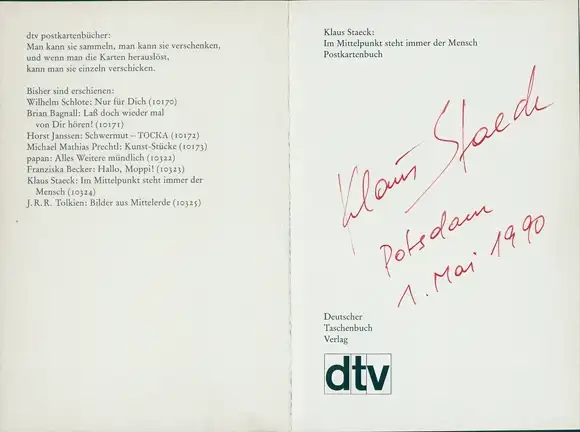 dtv postkartenbücher:
Man kann sie sammeln, man kann sie verschenken,
und wenn man die Karten herauslöst,
kann man sie einzeln verschicken.
Bisher sind erschienen:
Wilhelm Schlote: Nur für Dich (10170)
Brian Bagnall: Laß doch wieder mal
von Dir hören! (10171)
Horst Janssen: Schwermut – TOCKA (10172)
Michael Mathias Prechtl: Kunst-Stücke (10173)
papan: Alles Weitere mündlich (10322)
Franziska Becker: Hallo, Moppi! (10323)
Klaus Staeck: Im Mittelpunkt steht immer der
Mensch (10324)
J.R.R. Tolkien: Bilder aus Mittelerde (10325)
Klaus Staeck:
Im Mittelpunkt steht immer der Mensch
Postkartenbuch
Klaus Staeck
Potsdam
1. Mai 1990
Deutscher
Taschenbuch
Verlag
dtv